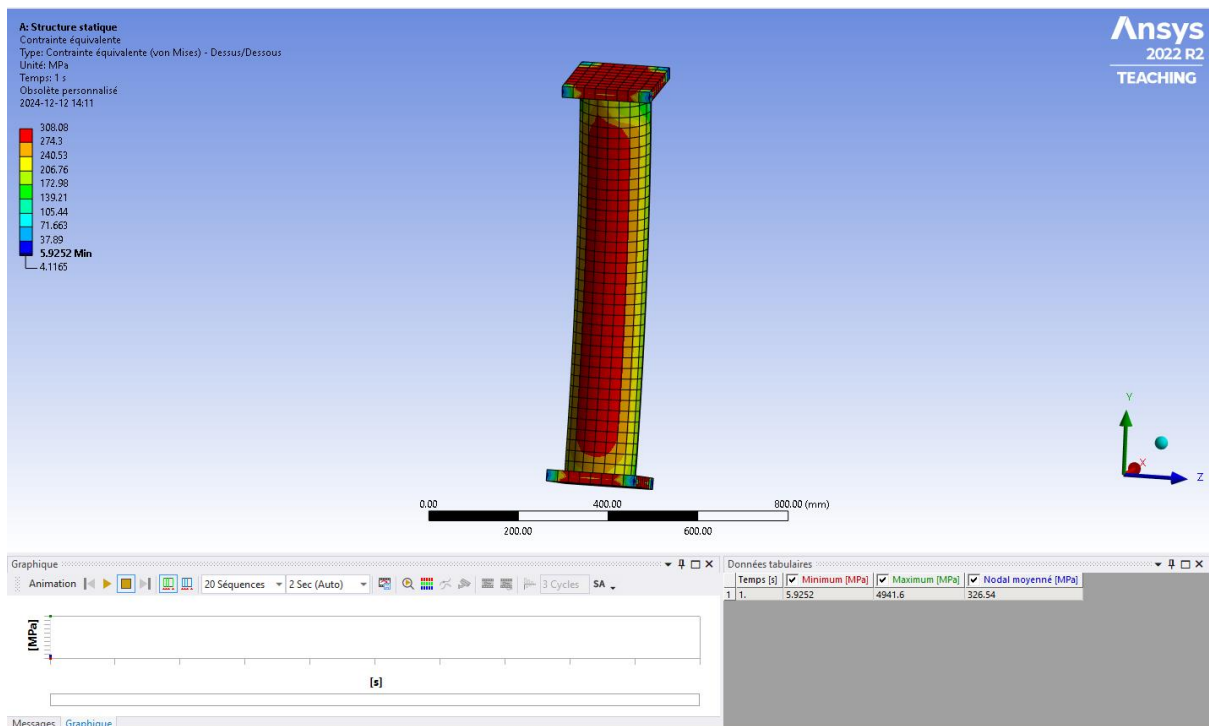 A: Structure statique
Contrainte équivalente
Type: Contrainte équivalente (von Mises) - Dessus/Dessous
Unité: MPa
Temps: 1 s
Obsolète personnalisé
2024-12-12 14:11
308.08
274.3
240.53
206.76
172.98
139.21
105.44
71.663
37.89
5.9252 Min
4.1165
Ansys
2022 R2
TEACHING
Y
X
Z
0.00 400.00 800.00 (mm)
200.00 600.00
Graphique
Animation 20 Séquences 2 Sec (Auto) 3 Cycles SA
[MPa]
[s]
Messages Graphique
Données tabulaires
Temps [s] Minimum [MPa] Maximum [MPa] Nodal moyenné [MPa]
1 1. 5.9252 4941.6 326.54